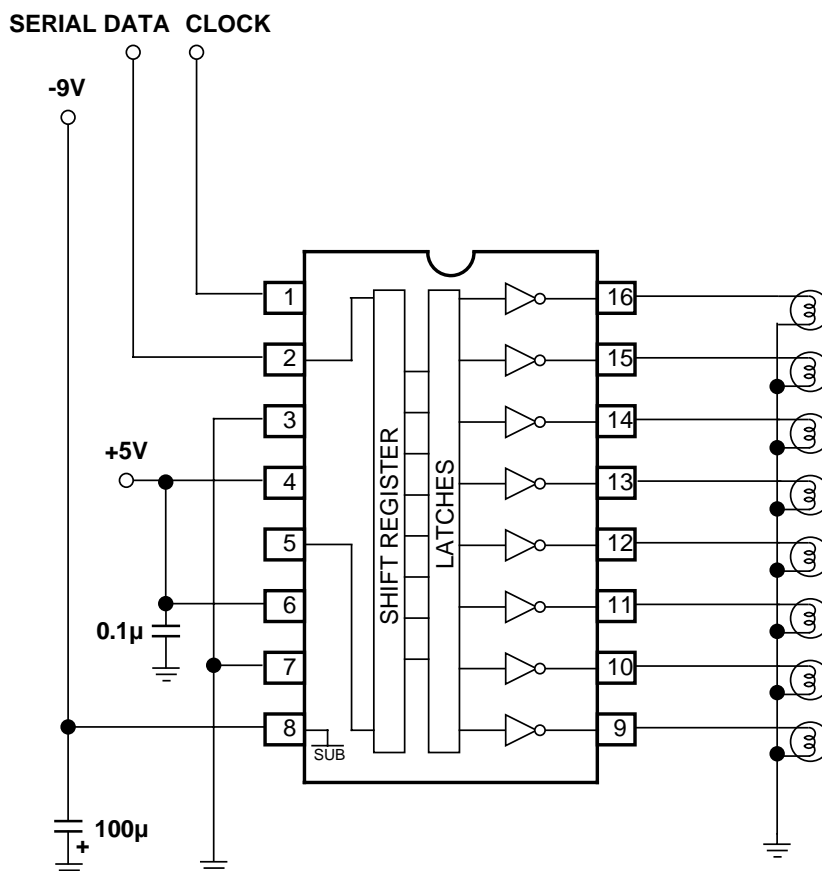 SERIAL DATA CLOCK
-9V
1
16
2
15
3
14
+5V
4
13
5
12
6
11
0.1μ
7
10
8
9
SUB
SHIFT REGISTER
LATCHES
100μ
+